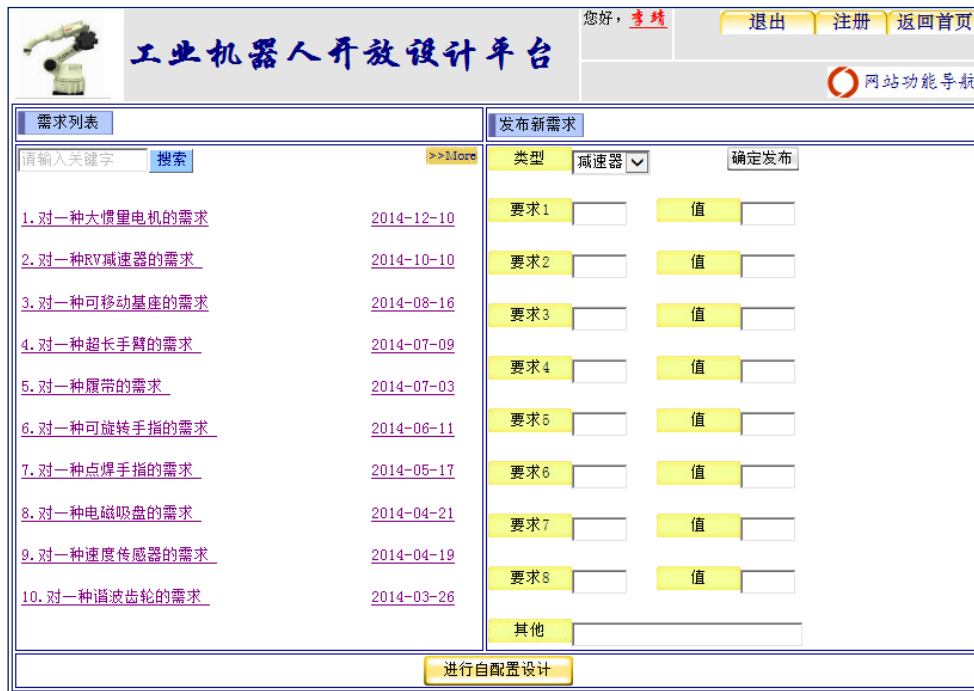 您好，李靖
退出 注册 返回首页
工业机器人开放设计平台
网站功能导航
需求列表
请输入关键字 搜索 >>More
1.对一种大惯量电机的需求 2014-12-10
2.对一种RV减速器的需求 2014-10-10
3.对一种可移动基座的需求 2014-08-16
4.对一种超长手臂的需求 2014-07-09
5.对一种履带的需求 2014-07-03
6.对一种可旋转手指的需求 2014-06-11
7.对一种点焊手指的需求 2014-05-17
8.对一种电磁吸盘的需求 2014-04-21
9.对一种速度传感器的需求 2014-04-19
10.对一种谐波齿轮的需求 2014-03-26
发布新需求
类型 减速器 确定发布
要求1 值
要求2 值
要求3 值
要求4 值
要求5 值
要求6 值
要求7 值
要求8 值
其他
进行自配置设计